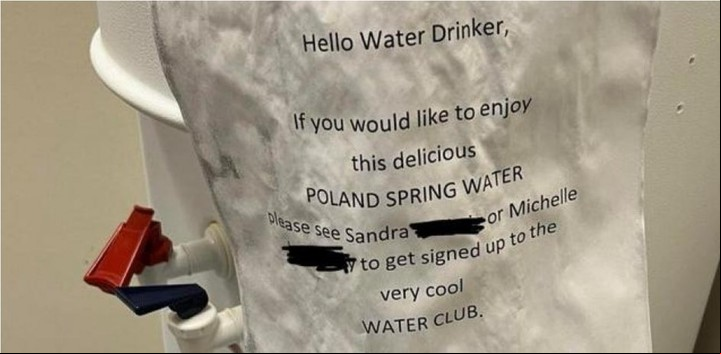 Hello Water Drinker,
If you would like to enjoy
this delicious
POLAND SPRING WATER
please see Sandra or Michelle
to get signed up to the
very cool
WATER CLUB.